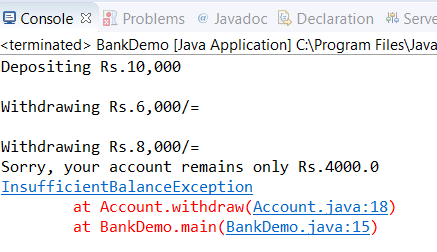 Console Problems @ Javadoc Declaration Serve
<terminated> BankDemo [Java Application] C:\Program Files\Java
Depositing Rs.10,000
Withdrawing Rs.6,000/=
Withdrawing Rs.8,000/=
Sorry, your account remains only Rs.4000.0
InsufficientBalanceException
at Account.withdraw(Account.java:18)
at BankDemo.main(BankDemo.java:15)